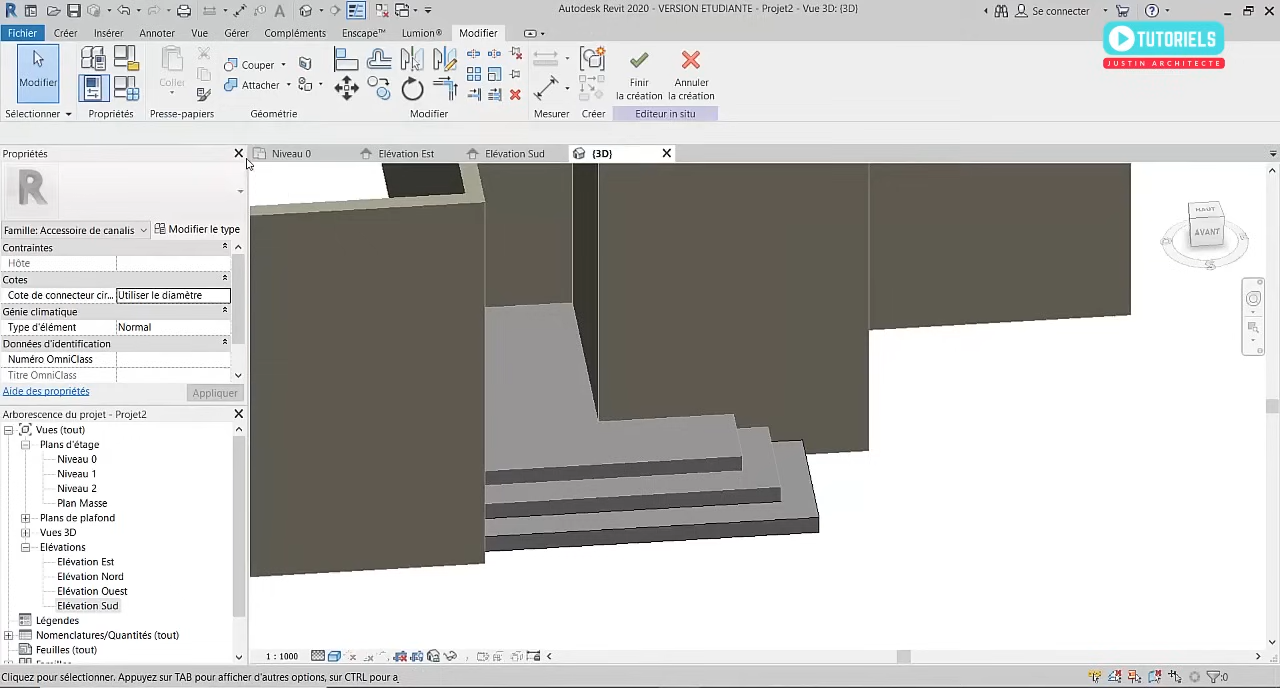 Autodesk Revit 2020 - VERSION ETUDIANTE - Projet2 - Vue 3D: {3D}
Se connecter
Fichier
Créer
Insérer
Annoter
Vue
Gérer
Compléments
Enscape™
Lumion®
Modifier
TUTORIELS
JUSTIN ARCHITECTE
Modifier
Coller
Couper
Attacher
Finir
la création
Annuler
la création
Sélectionner
Propriétés
Presse-papiers
Géométrie
Modifier
Mesurer
Créer
Editeur in situ
Propriétés
Niveau 0
Elévation Est
Elévation Sud
{3D}
R
Famille: Accessoire de canalis
Modifier le type
Contraintes
Hôte
Cotes
Cote de connecteur cir... Utiliser le diamètre
Génie climatique
Type d'élément Normal
Données d'identification
Numéro OmniClass
Titre OmniClass
Aide des propriétés
Appliquer
Arborescence du projet - Projet2
Vues (tout)
Plans d'étage
Niveau 0
Niveau 1
Niveau 2
Plan Masse
Plans de plafond
Vues 3D
Elévations
Elévation Est
Elévation Nord
Elévation Ouest
Elévation Sud
Légendes
Nomenclatures/Quantités (tout)
Feuilles (tout)
HAUT
AVANT
1 : 1000
Cliquez pour sélectionner. Appuyez sur TAB pour afficher d'autres options, sur CTRL pour a
:0